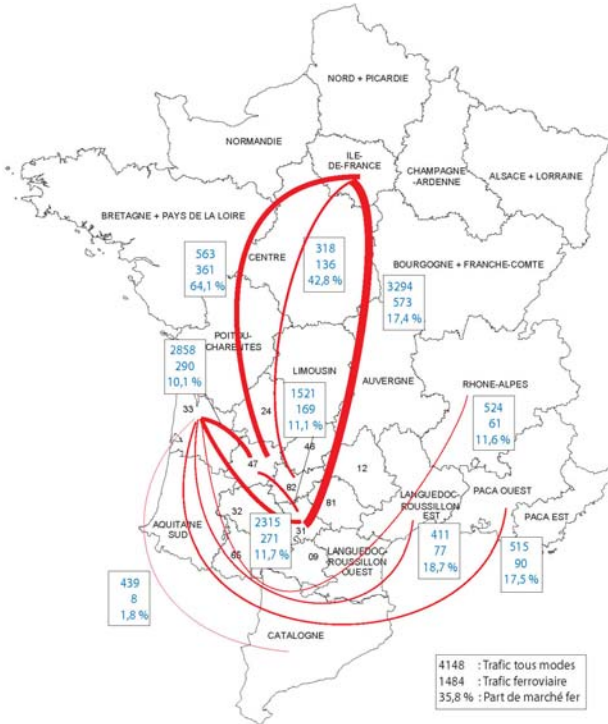 NORD + PICARDIE
NORMANDIE
ILE-
DE-FRANCE
CHAMPAGNE
-ARDENNE
ALSACE + LORRAINE
BRETAGNE + PAYS DE LA LOIRE
CENTRE
563
361
64,1 %
318
136
42,8 %
BOURGOGNE + FRANCHE-COMTE
3294
573
17,4 %
POITOU-
CHARENTES
2858
290
10,1 %
LIMOUSIN
AUVERGNE
RHONE-ALPES
1521
169
11,1 %
524
61
11,6 %
33
24
46
47
12
82
81
32
31
65
09
LANGUEDOC-
ROUSSILLON
EST
PACA OUEST
PACA EST
AQUITAINE
SUD
2315
271
11,7 %
LANGUEDOC-
ROUSSILLON
OUEST
411
77
18,7 %
515
90
17,5 %
439
8
1,8 %
CATALOGNE
4148 : Trafic tous modes
1484 : Trafic ferroviaire
35,8 % : Part de marché fer